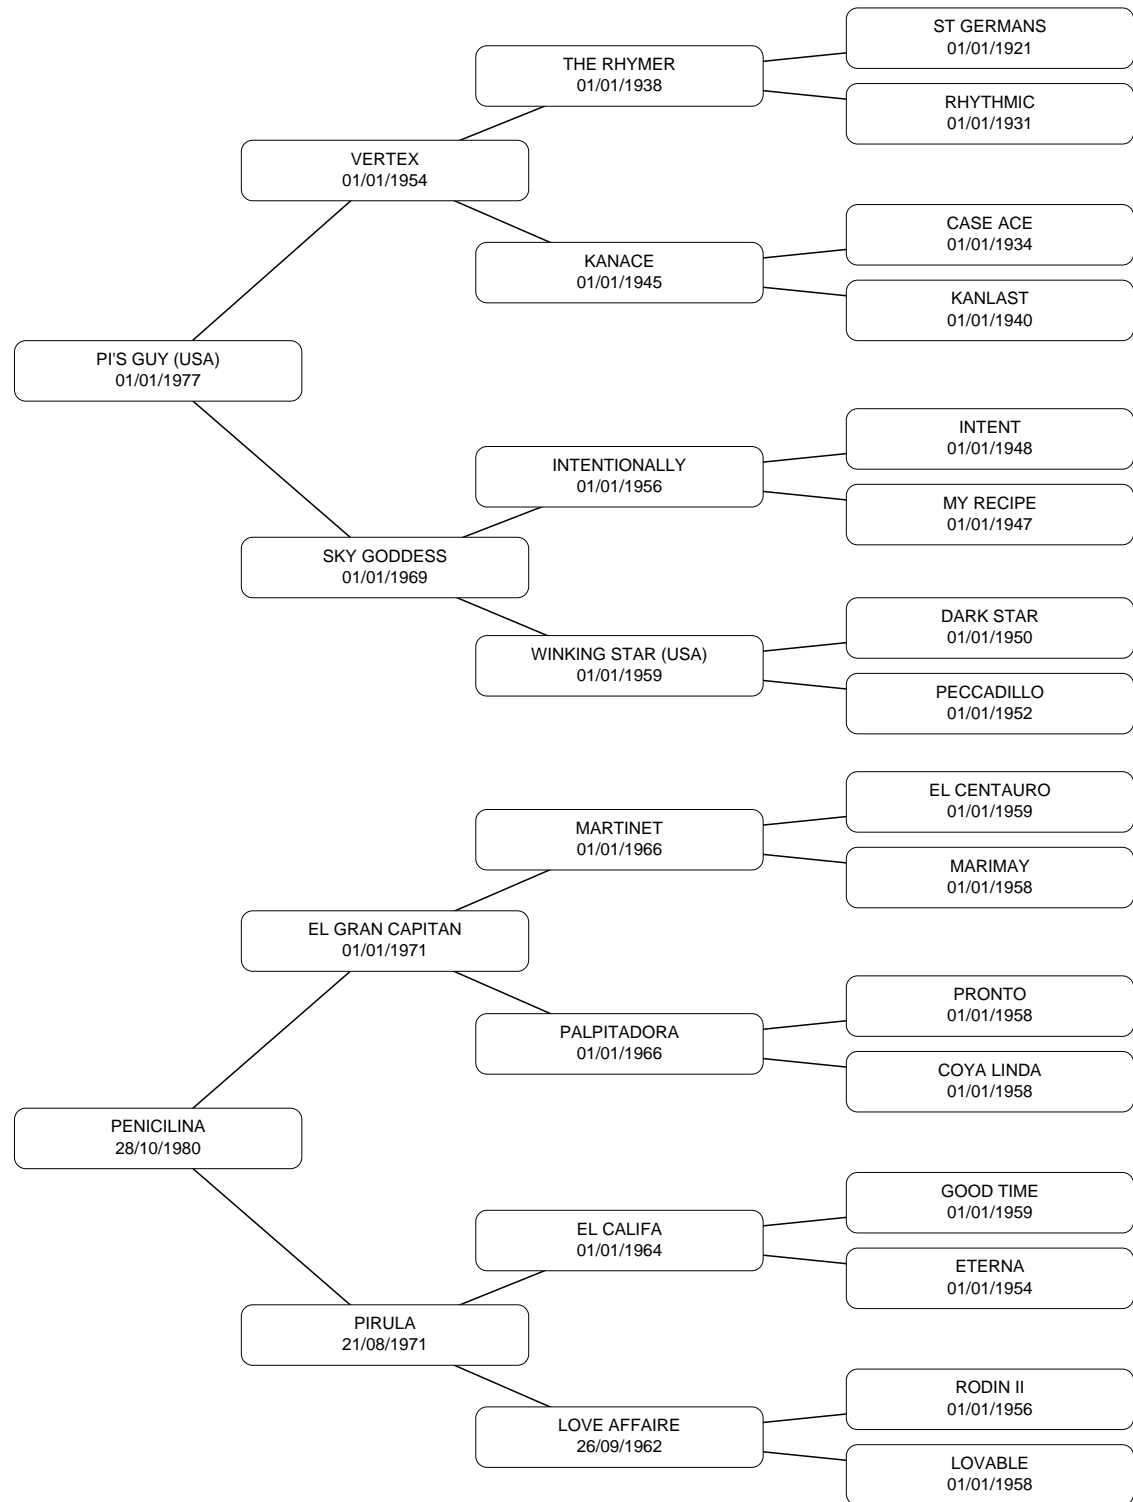 ST GERMANS
01/01/1921
THE RHYMER
01/01/1938
RHYTHMIC
01/01/1931
VERTEX
01/01/1954
CASE ACE
01/01/1934
KANACE
01/01/1945
KANLAST
01/01/1940
PI'S GUY (USA)
01/01/1977
INTENT
01/01/1948
INTENTIONALLY
01/01/1956
MY RECIPE
01/01/1947
SKY GODDESS
01/01/1969
DARK STAR
01/01/1950
WINKING STAR (USA)
01/01/1959
PECCADILLO
01/01/1952
EL CENTAURO
01/01/1959
MARTINET
01/01/1966
MARIMAY
01/01/1958
EL GRAN CAPITAN
01/01/1971
PRONTO
01/01/1958
PALPITADORA
01/01/1966
COYA LINDA
01/01/1958
PENICILINA
28/10/1980
GOOD TIME
01/01/1959
EL CALIFA
01/01/1964
ETERNA
01/01/1954
PIRULA
21/08/1971
RODIN II
01/01/1956
LOVE AFFAIRE
26/09/1962
LOVABLE
01/01/1958